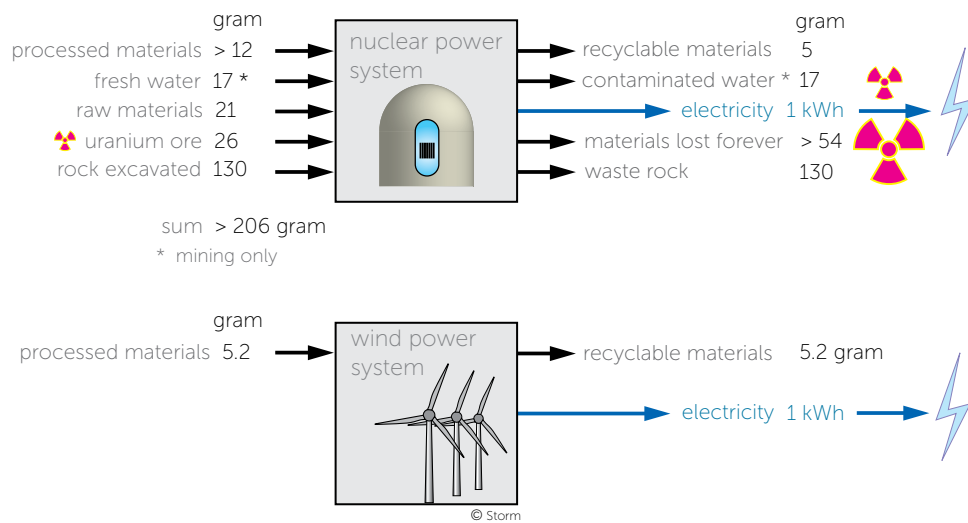 gram
processed materials > 12
fresh water 17 *
raw materials 21
uranium ore 26
rock excavated 130
sum > 206 gram
* mining only
nuclear power
system
gram
recyclable materials 5
contaminated water * 17
electricity 1 kWh
materials lost forever > 54
waste rock 130
gram
processed materials 5.2
wind power
system
recyclable materials 5.2 gram
electricity 1 kWh
© Storm